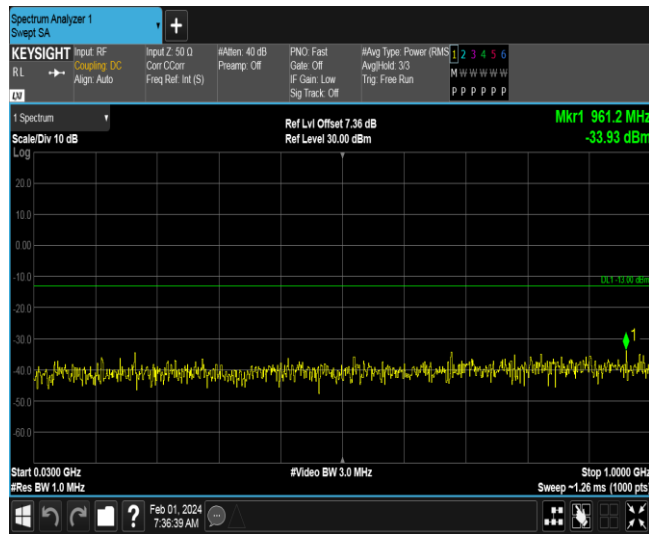 Spectrum Analyzer 1
Swept SA
+
KEYSIGHT
RL
LXI
Input: RF
Coupling: DC
Align: Auto
Input Z: 50 Ω
Corr CCorr
Freq Ref: Int (S)
#Atten: 40 dB
Preamp: Off
PNO: Fast
Gate: Off
IF Gain: Low
Sig Track: Off
#Avg Type: Power (RMS
Avg|Hold: 3/3
Trig: Free Run
1 2 3 4 5 6
M W W W W W
P P P P P P
1 Spectrum
Scale/Div 10 dB
Log
Ref Lvl Offset 7.36 dB
Ref Level 30.00 dBm
Mkr1 961.2 MHz
-33.93 dBm
20.0
10.0
0.00
-10.0
DL1 -13.00 dBm
-20.0
-30.0
1
-40.0
-50.0
-60.0
Start 0.0300 GHz
#Res BW 1.0 MHz
#Video BW 3.0 MHz
Stop 1.0000 GHz
Sweep ~1.26 ms (1000 pts)
?
Feb 01, 2024
7:36:39 AM